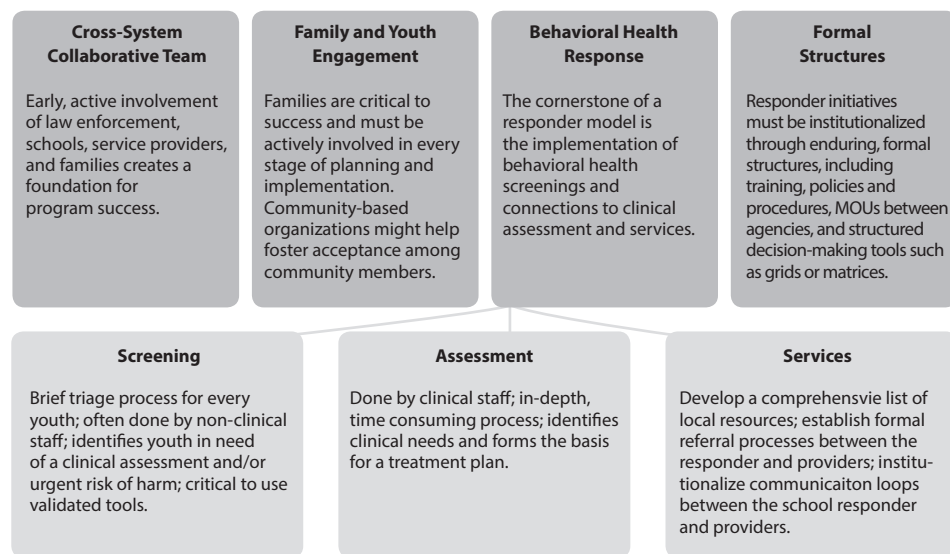 Cross-System
Collaborative Team
Early, active involvement
of law enforcement,
schools, service providers,
and families creates a
foundation for
program success.
Family and Youth
Engagement
Families are critical to
success and must be
actively involved in every
stage of planning and
implementation.
Community-based
organizations might help
foster acceptance among
community members.
Behavioral Health
Response
The cornerstone of a
responder model is
the implementation of
behavioral health
screenings and
connections to clinical
assessment and services.
Formal
Structures
Responder initiatives
must be institutionalized
through enduring, formal
structures, including
training, policies and
procedures, MOUs between
agencies, and structured
decision-making tools such
as grids or matrices.
Screening
Brief triage process for every
youth; often done by non-clinical
staff; identifies youth in need
of a clinical assessment and/or
urgent risk of harm; critical to use
validated tools.
Assessment
Done by clinical staff; in-depth,
time consuming process; identifies
clinical needs and forms the basis
for a treatment plan.
Services
Develop a comprehensvie list of
local resources; establish formal
referral processes between the
responder and providers; institu-
tionalize communicaiton loops
between the school responder
and providers.